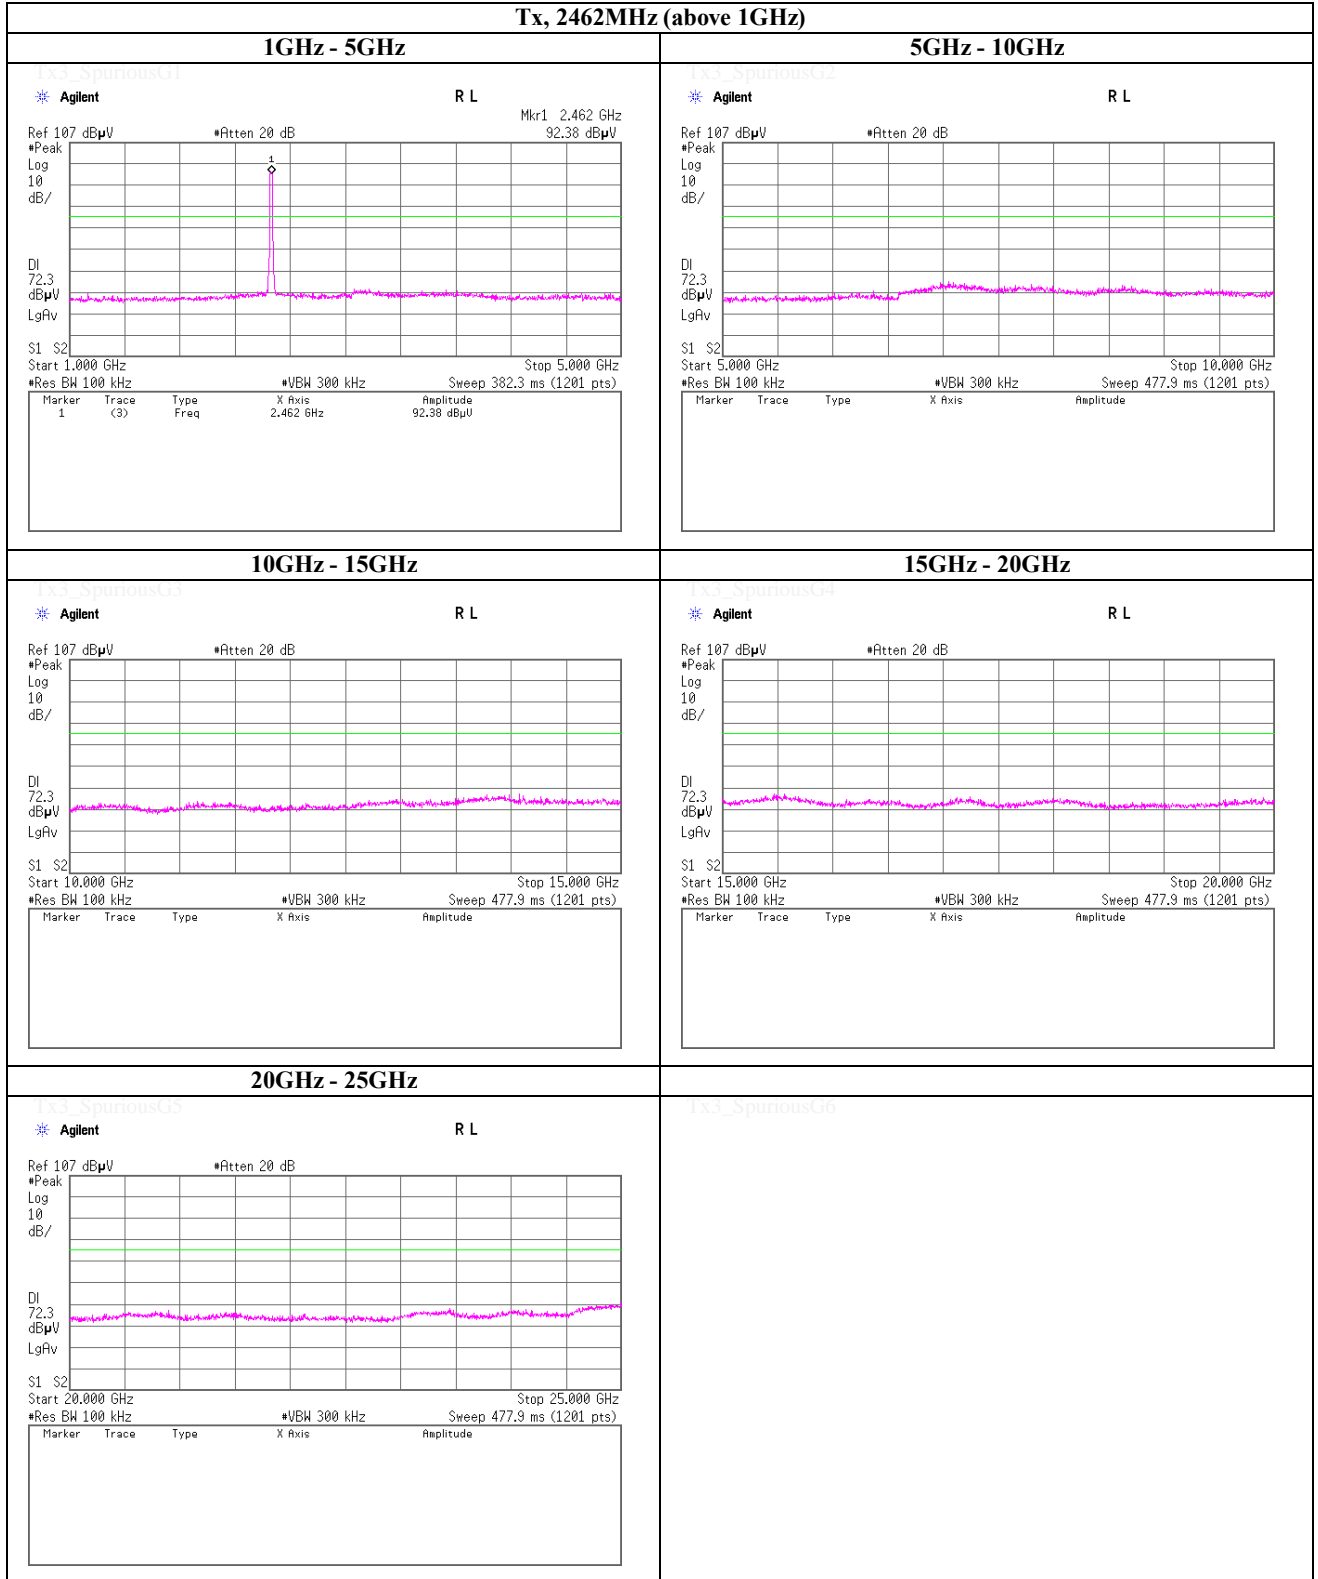 Tx, 2462MHz (above 1GHz)
1GHz - 5GHz
5GHz - 10GHz
Tx3_SpuriousG1
Agilent
R L
Mkr1 2.462 GHz
Ref 107 dBµV
#Atten 20 dB
92.38 dBµV
#Peak
Log
10
dB/
1
DI
72.3
dBµV
LgAv
S1 S2
Start 1.000 GHz
Stop 5.000 GHz
#Res BW 100 kHz
#VBW 300 kHz
Sweep 382.3 ms (1201 pts)
Marker Trace Type X Axis Amplitude
1 (3) Freq 2.462 GHz 92.38 dBµV
Tx3_SpuriousG2
Agilent
R L
Ref 107 dBµV
#Atten 20 dB
#Peak
Log
10
dB/
DI
72.3
dBµV
LgAv
S1 S2
Start 5.000 GHz
Stop 10.000 GHz
#Res BW 100 kHz
#VBW 300 kHz
Sweep 477.9 ms (1201 pts)
Marker Trace Type X Axis Amplitude
10GHz - 15GHz
15GHz - 20GHz
Tx3_SpuriousG3
Agilent
R L
Ref 107 dBµV
#Atten 20 dB
#Peak
Log
10
dB/
DI
72.3
dBµV
LgAv
S1 S2
Start 10.000 GHz
Stop 15.000 GHz
#Res BW 100 kHz
#VBW 300 kHz
Sweep 477.9 ms (1201 pts)
Marker Trace Type X Axis Amplitude
Tx3_SpuriousG4
Agilent
R L
Ref 107 dBµV
#Atten 20 dB
#Peak
Log
10
dB/
DI
72.3
dBµV
LgAv
S1 S2
Start 15.000 GHz
Stop 20.000 GHz
#Res BW 100 kHz
#VBW 300 kHz
Sweep 477.9 ms (1201 pts)
Marker Trace Type X Axis Amplitude
20GHz - 25GHz
Tx3_SpuriousG5
Agilent
R L
Ref 107 dBµV
#Atten 20 dB
#Peak
Log
10
dB/
DI
72.3
dBµV
LgAv
S1 S2
Start 20.000 GHz
Stop 25.000 GHz
#Res BW 100 kHz
#VBW 300 kHz
Sweep 477.9 ms (1201 pts)
Marker Trace Type X Axis Amplitude
Tx3_SpuriousG6